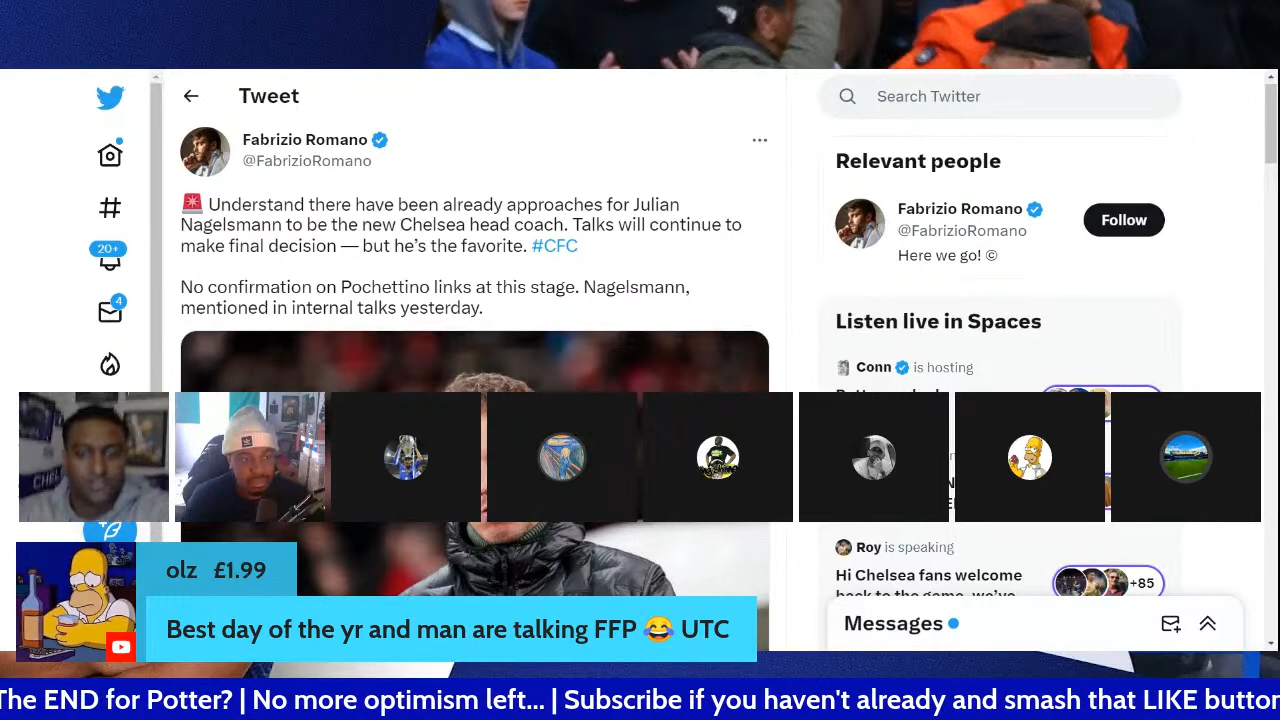 Tweet
Fabrizio Romano
@FabrizioRomano
🚨 Understand there have been already approaches for Julian
Nagelsmann to be the new Chelsea head coach. Talks will continue to
make final decision — but he's the favorite. #CFC
No confirmation on Pochettino links at this stage. Nagelsmann,
mentioned in internal talks yesterday.
20+
4
Search Twitter
Relevant people
Fabrizio Romano
@FabrizioRomano
Here we go! ©
Follow
Listen live in Spaces
Conn is hosting
Roy is speaking
Hi Chelsea fans welcome
back to the game, we've
+85
Messages
CHEL
olz £1.99
Best day of the yr and man are talking FFP 😂 UTC
The END for Potter? | No more optimism left... | Subscribe if you haven't already and smash that LIKE button